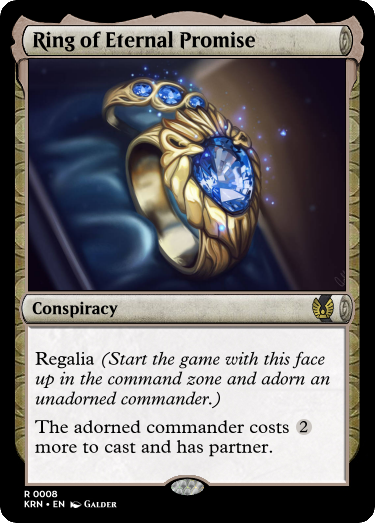 Ring of Eternal Promise
Conspiracy
Regalia (Start the game with this face
up in the command zone and adorn an
unadorned commander.)
The adorned commander costs 2
more to cast and has partner.
R 0008
KRN • EN Galder